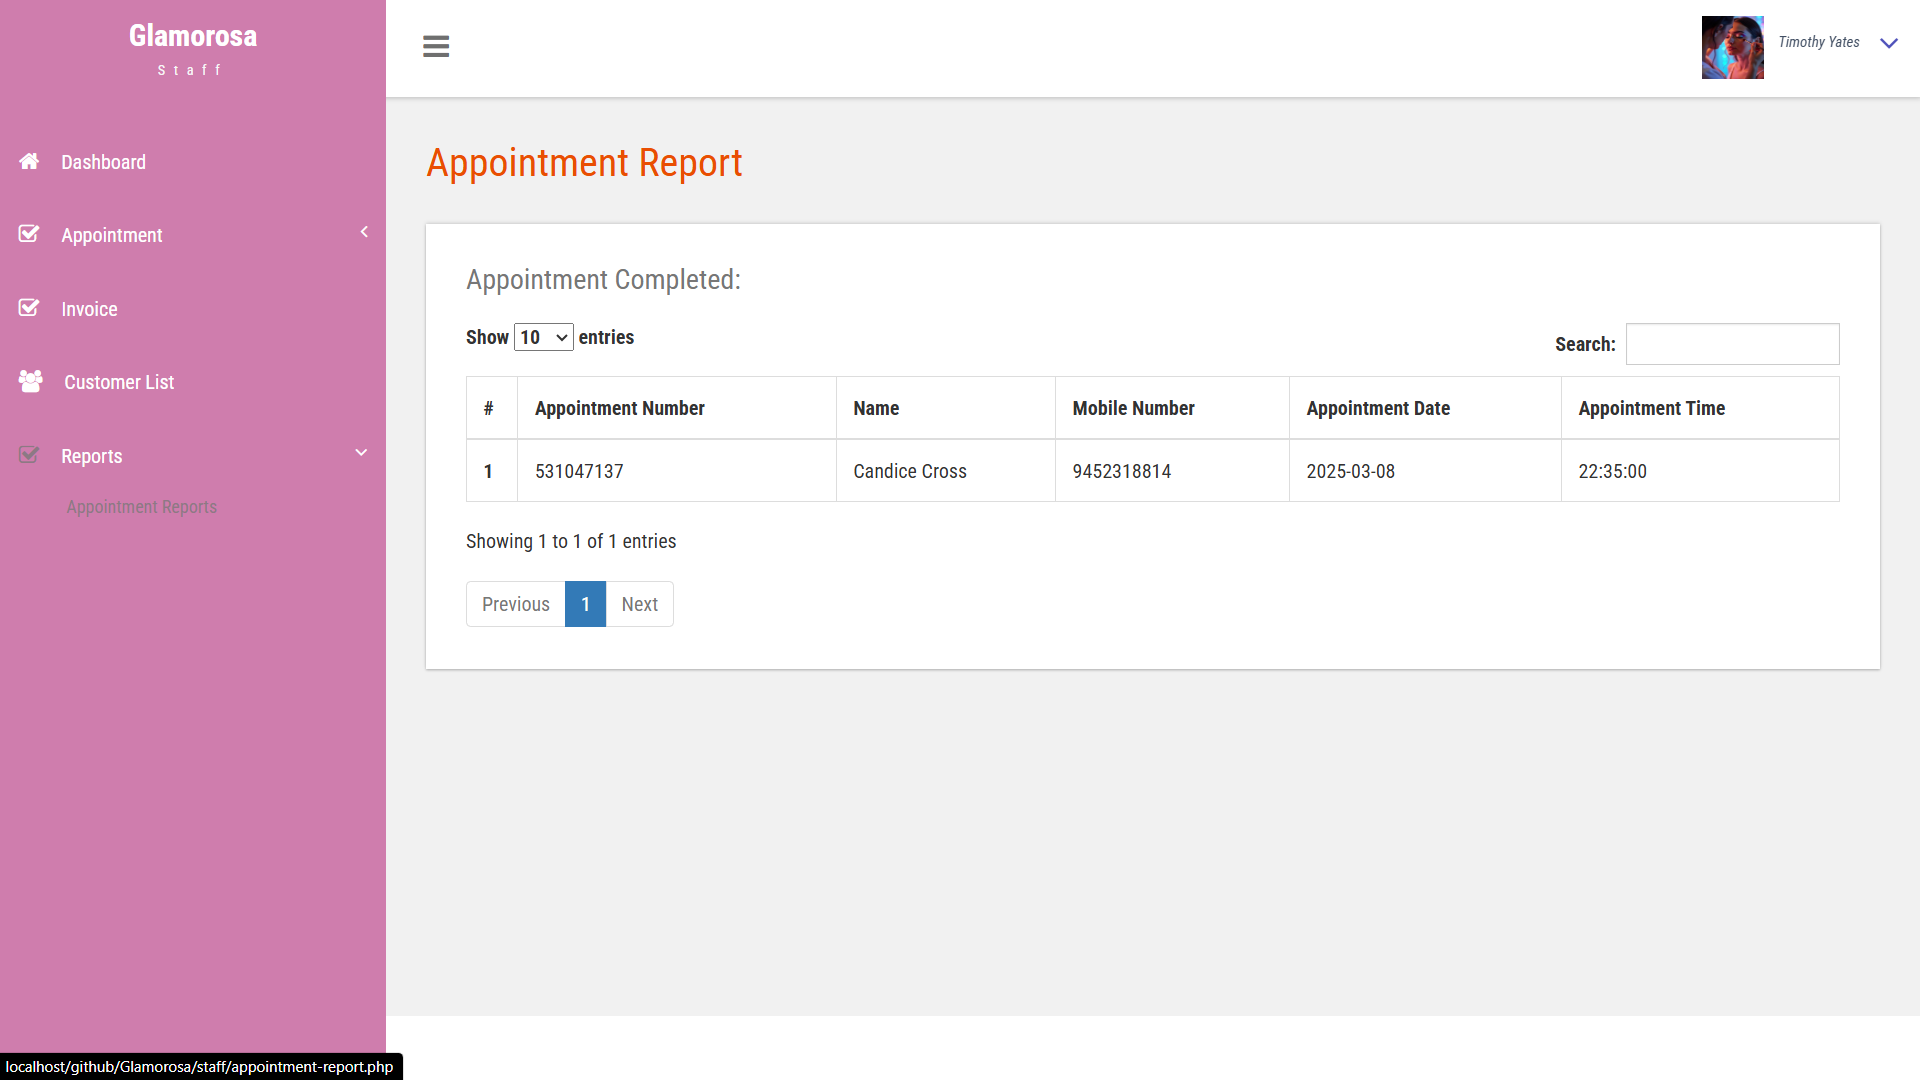 Glamorosa
Staff
Timothy Yates
Dashboard
Appointment
Invoice
Customer List
Reports
Appointment Reports
Appointment Report
Appointment Completed:
Show 10 entries
Search:
# Appointment Number Name Mobile Number Appointment Date Appointment Time
1 531047137 Candice Cross 9452318814 2025-03-08 22:35:00
Showing 1 to 1 of 1 entries
Previous 1 Next
localhost/github/Glamorosa/staff/appointment-report.php